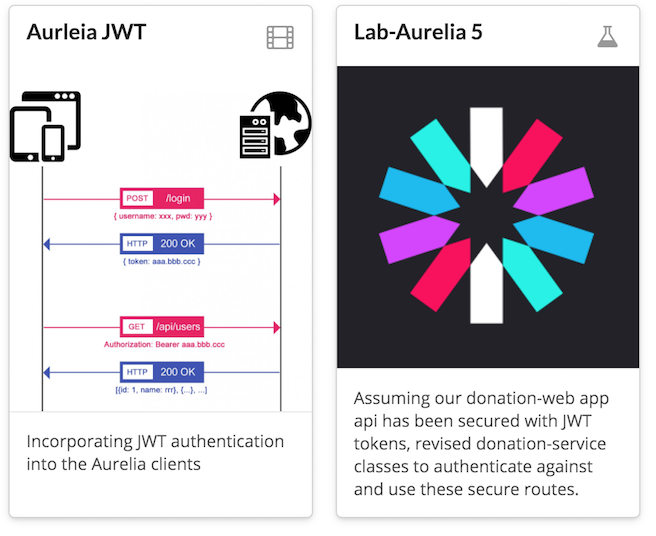 Aurleia JWT
POST /login
{ username: xxx, pwd: yyy }
HTTP 200 OK
{ token: aaa.bbb.ccc }
GET /api/users
Authorization: Bearer aaa.bbb.ccc
HTTP 200 OK
[{id: 1, name: rrr}, {...}, ...]
Incorporating JWT authentication
into the Aurelia clients
Lab-Aurelia 5
Assuming our donation-web app
api has been secured with JWT
tokens, revised donation-service
classes to authenticate against
and use these secure routes.